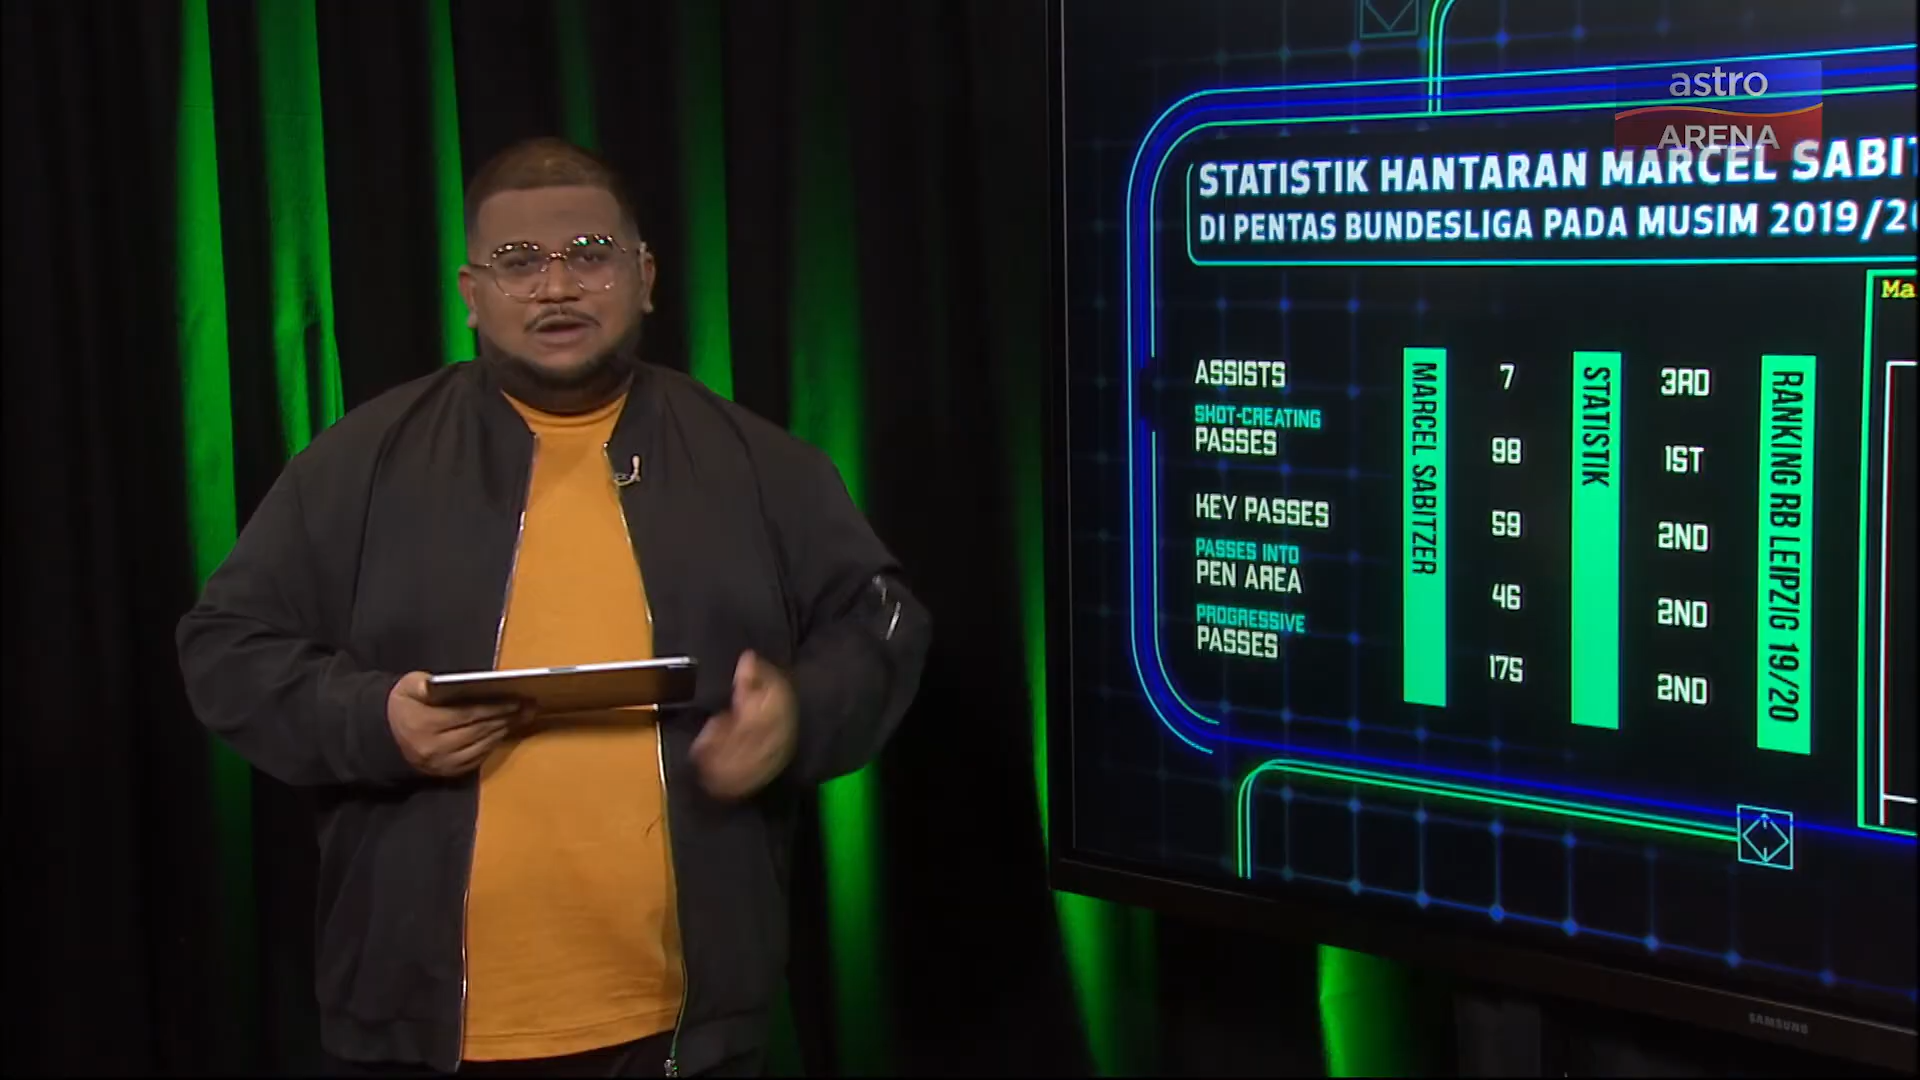 astro
ARENA
STATISTIK HANTARAN MARCEL SABIT
DI PENTAS BUNDESLIGA PADA MUSIM 2019/20
Ma
ASSISTS
7
3RD
SHOT-CREATING
PASSES
98
1ST
KEY PASSES
59
2ND
PASSES INTO
PEN AREA
46
2ND
PROGRESSIVE
PASSES
175
2ND
MARCEL SABITZER
STATISTIK
RANKING RB LEIPZIG 19/20
SAMSUNG